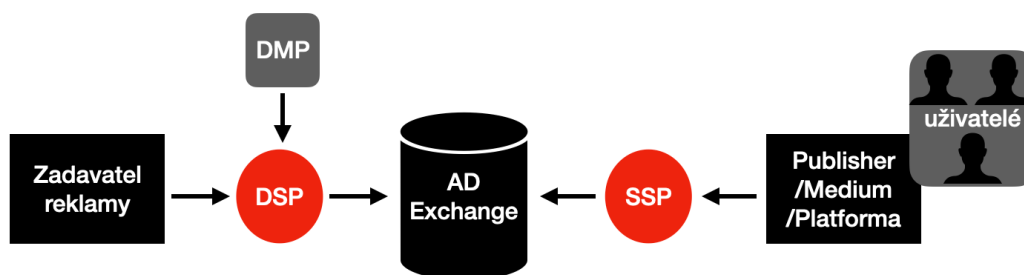 DMP
Zadavatel
reklamy
DSP
AD
Exchange
SSP
Publisher
/Medium
/Platforma
uživatelé